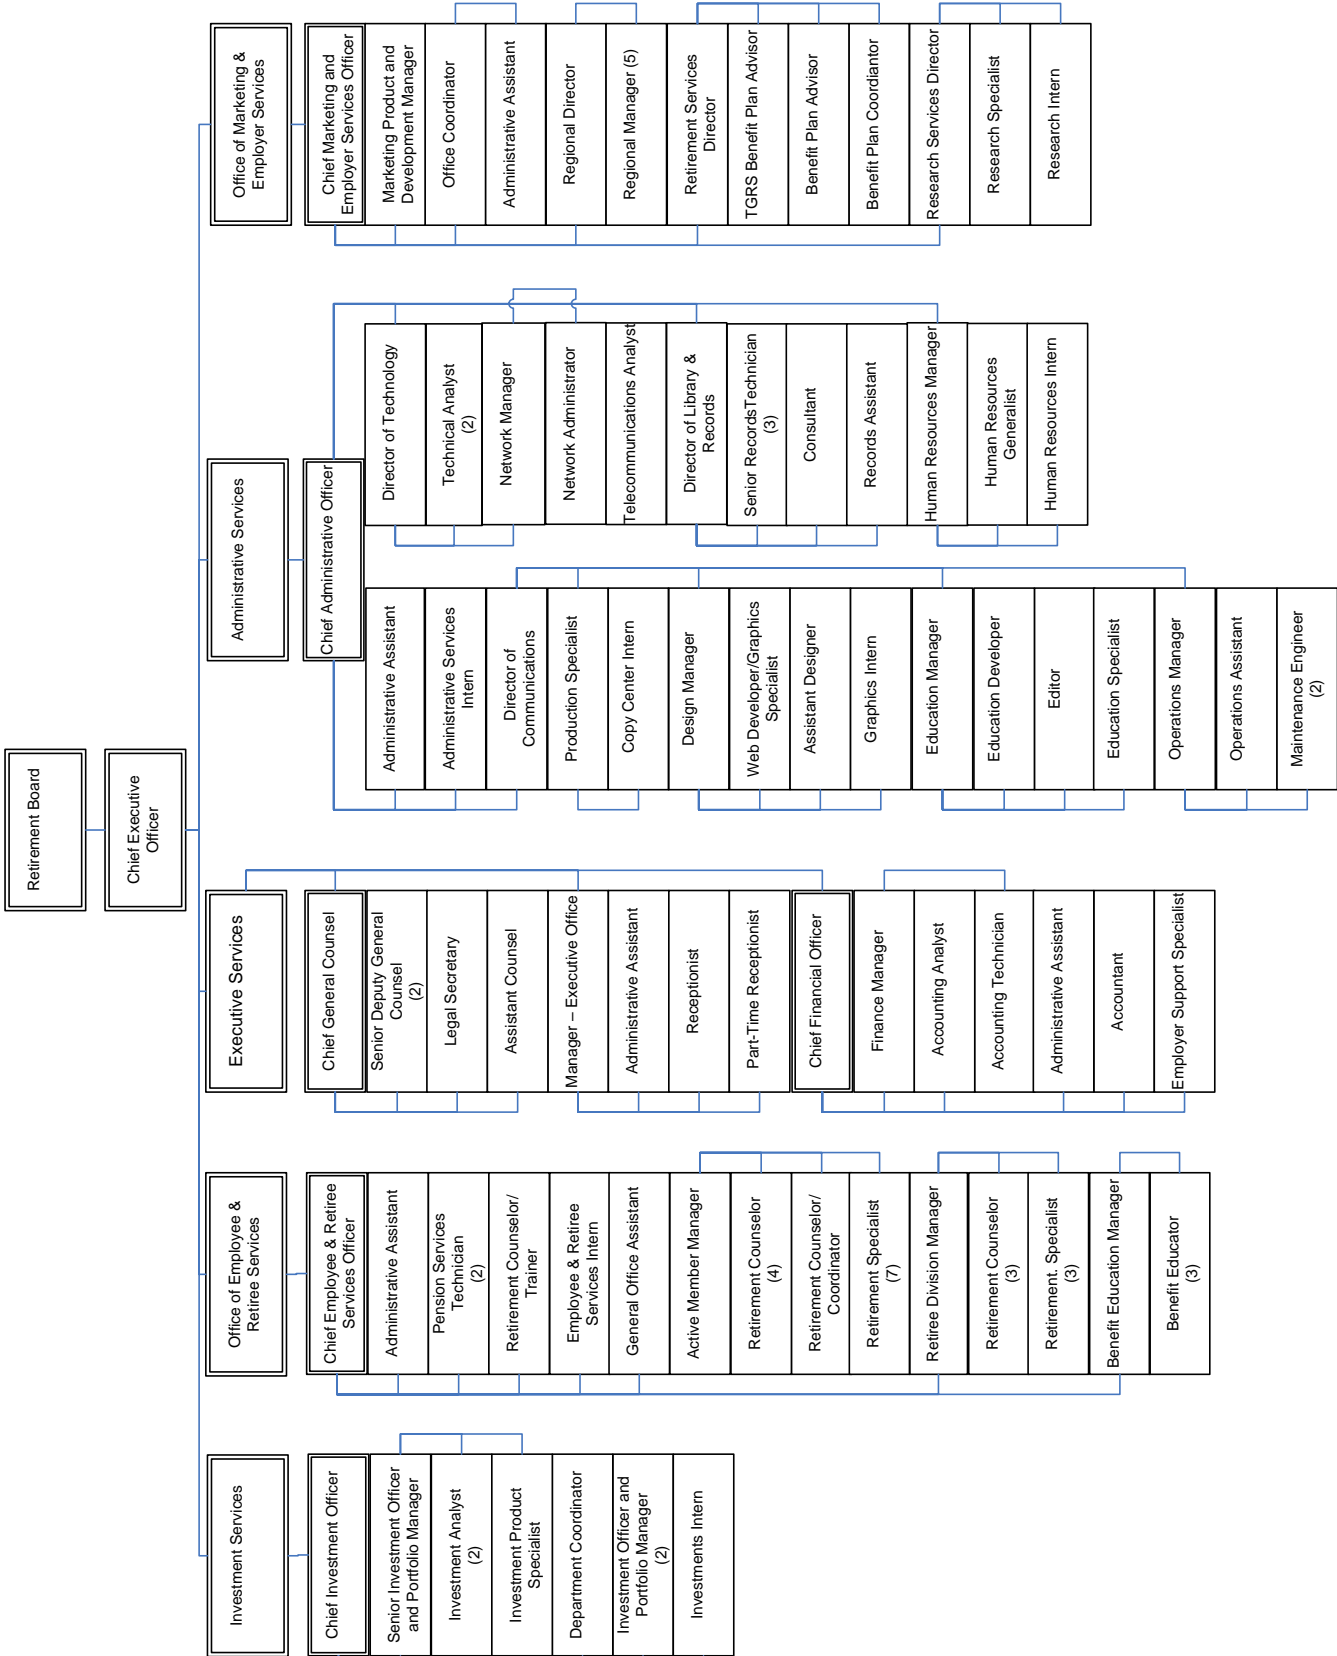 Retirement Board
Chief Executive
Officer
Investment Services
Chief Investment Officer
Senior Investment Officer
and Portfolio Manager
Investment Analyst
(2)
Investment Product
Specialist
Department Coordinator
Investment Officer and
Portfolio Manager
(2)
Investments Intern
Office of Employee &
Retiree Services
Chief Employee & Retiree
Services Officer
Administrative Assistant
Pension Services
Technician
(2)
Retirement Counselor/
Trainer
Employee & Retiree
Services Intern
General Office Assistant
Active Member Manager
Retirement Counselor
(4)
Retirement Counselor/
Coordinator
Retirement Specialist
(7)
Retiree Division Manager
Retirement Counselor
(3)
Retirement. Specialist
(3)
Benefit Education Manager
Benefit Educator
(3)
Executive Services
Chief General Counsel
Senior Deputy General
Counsel
(2)
Legal Secretary
Assistant Counsel
Manager – Executive Office
Administrative Assistant
Receptionist
Part-Time Receptionist
Chief Financial Officer
Finance Manager
Accounting Analyst
Accounting Technician
Administrative Assistant
Accountant
Employer Support Specialist
Administrative Services
Chief Administrative Officer
Administrative Assistant
Administrative Services
Intern
Director of
Communications
Production Specialist
Copy Center Intern
Design Manager
Web Developer/Graphics
Specialist
Assistant Designer
Graphics Intern
Education Manager
Education Developer
Editor
Education Specialist
Operations Manager
Operations Assistant
Maintenance Engineer
(2)
Director of Technology
Technical Analyst
(2)
Network Manager
Network Administrator
Telecommunications Analyst
Director of Library &
Records
Senior RecordsTechnician
(3)
Consultant
Records Assistant
Human Resources Manager
Human Resources
Generalist
Human Resources Intern
Office of Marketing &
Employer Services
Chief Marketing and
Employer Services Officer
Marketing Product and
Development Manager
Office Coordinator
Administrative Assistant
Regional Director
Regional Manager (5)
Retirement Services
Director
TGRS Benefit Plan Advisor
Benefit Plan Advisor
Benefit Plan Coordiantor
Research Services Director
Research Specialist
Research Intern